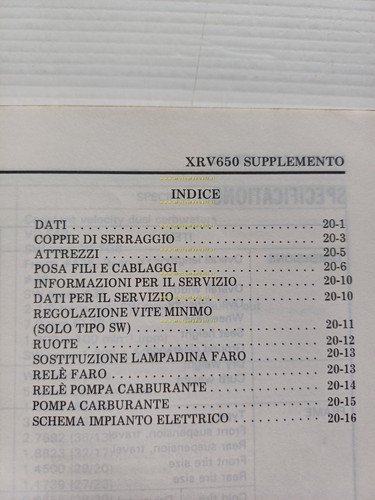 XRV650 SUPPLEMENTO
INDICE
DATI 20-1
COPPIE DI SERRAGGIO 20-3
ATTREZZI 20-5
POSA FILI E CABLAGGI 20-6
INFORMAZIONI PER IL SERVIZIO 20-10
DATI PER IL SERVIZIO 20-10
REGOLAZIONE VITE MINIMO
(SOLO TIPO SW) 20-11
RUOTE 20-12
SOSTITUZIONE LAMPADINA FARO 20-13
RELÈ FARO 20-13
RELÈ POMPA CARBURANTE 20-14
POMPA CARBURANTE 20-15
SCHEMA IMPIANTO ELETTRICO 20-16